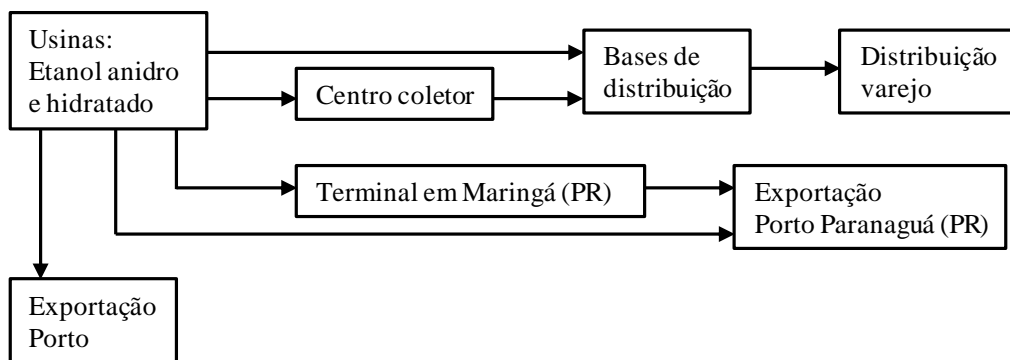 Usinas:
Etanol anidro
e hidratado
Centro coletor
Bases de
distribuição
Distribuição
varejo
Terminal em Maringá (PR)
Exportação
Porto Paranaguá (PR)
Exportação
Porto